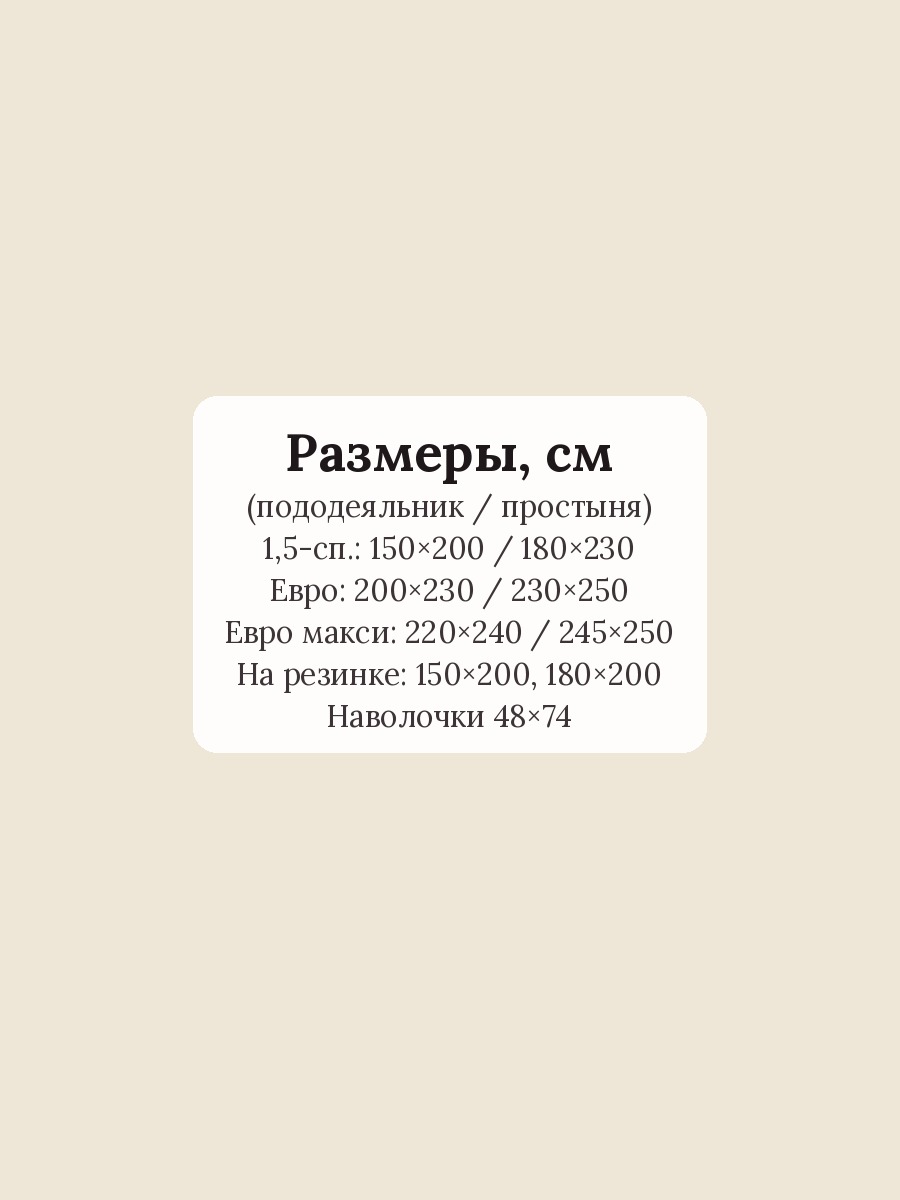 Размеры, см
(пододеяльник / простыня)
1,5-сп.: 150×200 / 180×230
Евро: 200×230 / 230×250
Евро макси: 220×240 / 245×250
На резинке: 150×200, 180×200
Наволочки 48×74